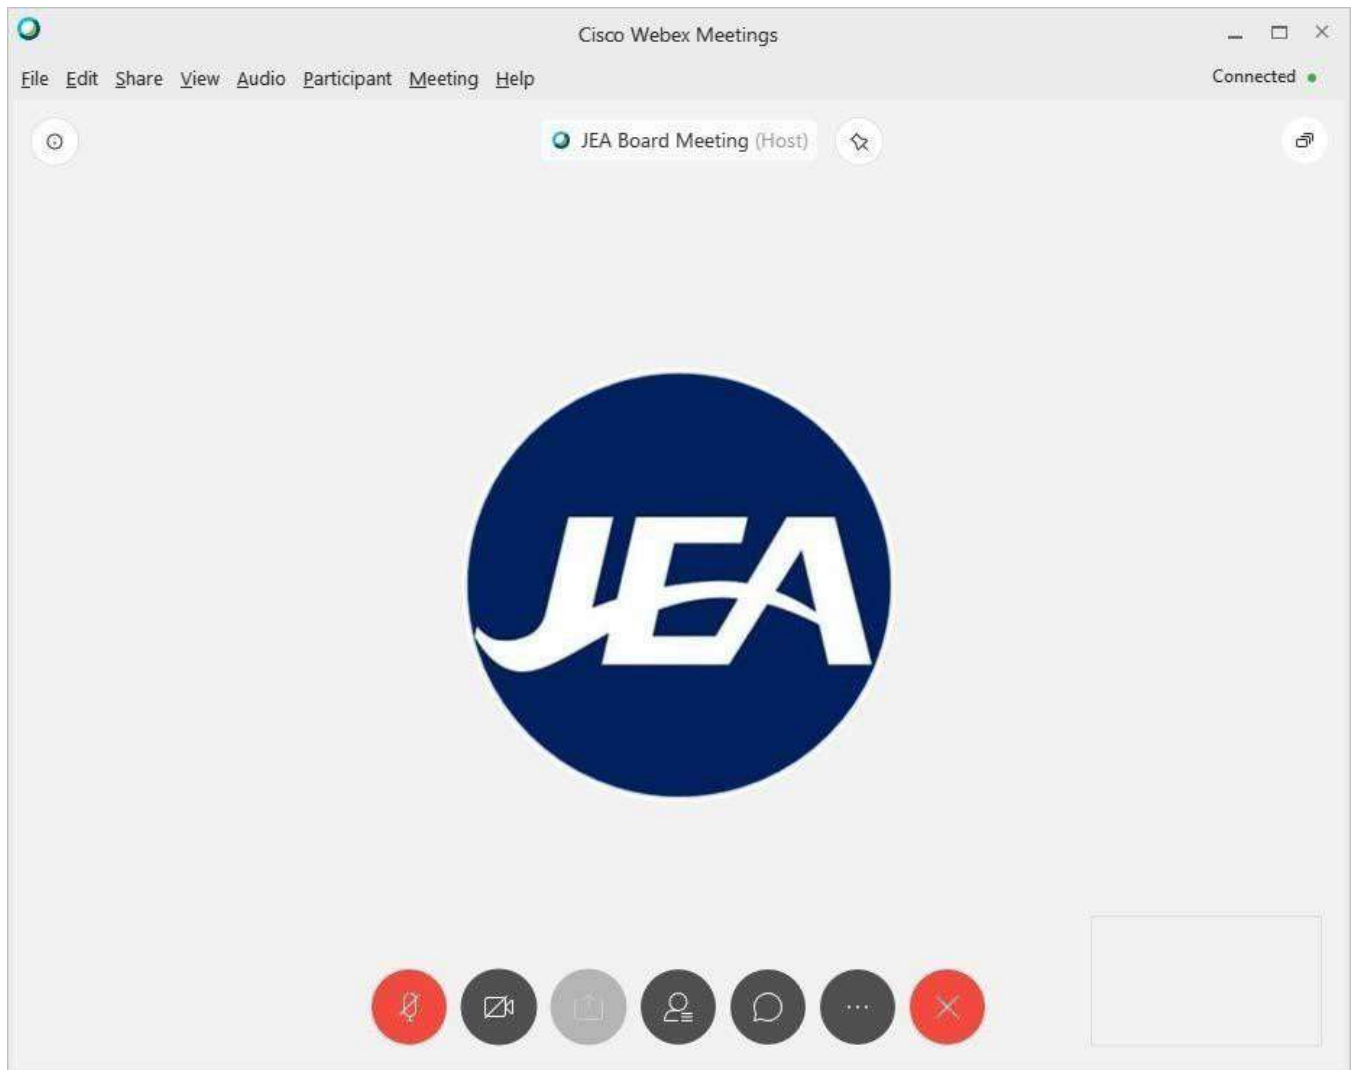 Cisco Webex Meetings
File Edit Share View Audio Participant Meeting Help
Connected
JEA Board Meeting (Host)
JEA